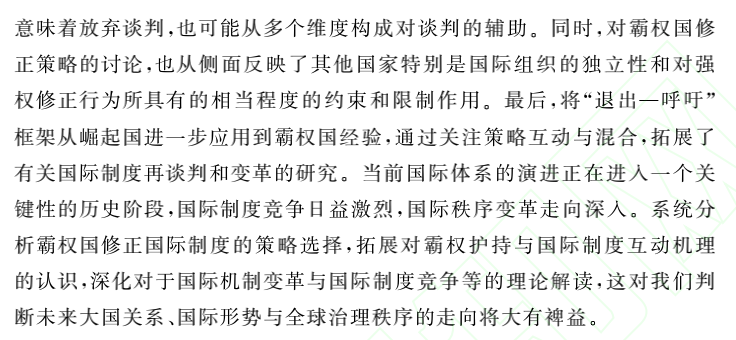 意味着放弃谈判,也可能从多个维度构成对谈判的辅助。同时,对霸权国修
正策略的讨论,也从侧面反映了其他国家特别是国际组织的独立性和对强
权修正行为所具有的相当程度的约束和限制作用。最后,将“退出—呼吁”
框架从崛起国进一步应用到霸权国经验,通过关注策略互动与混合,拓展了
有关国际制度再谈判和变革的研究。当前国际体系的演进正在进入一个关
键性的历史阶段,国际制度竞争日益激烈,国际秩序变革走向深入。系统分
析霸权国修正国际制度的策略选择,拓展对霸权护持与国际制度互动机理
的认识,深化对于国际机制变革与国际制度竞争等的理论解读,这对我们判
断未来大国关系、国际形势与全球治理秩序的走向将大有裨益。